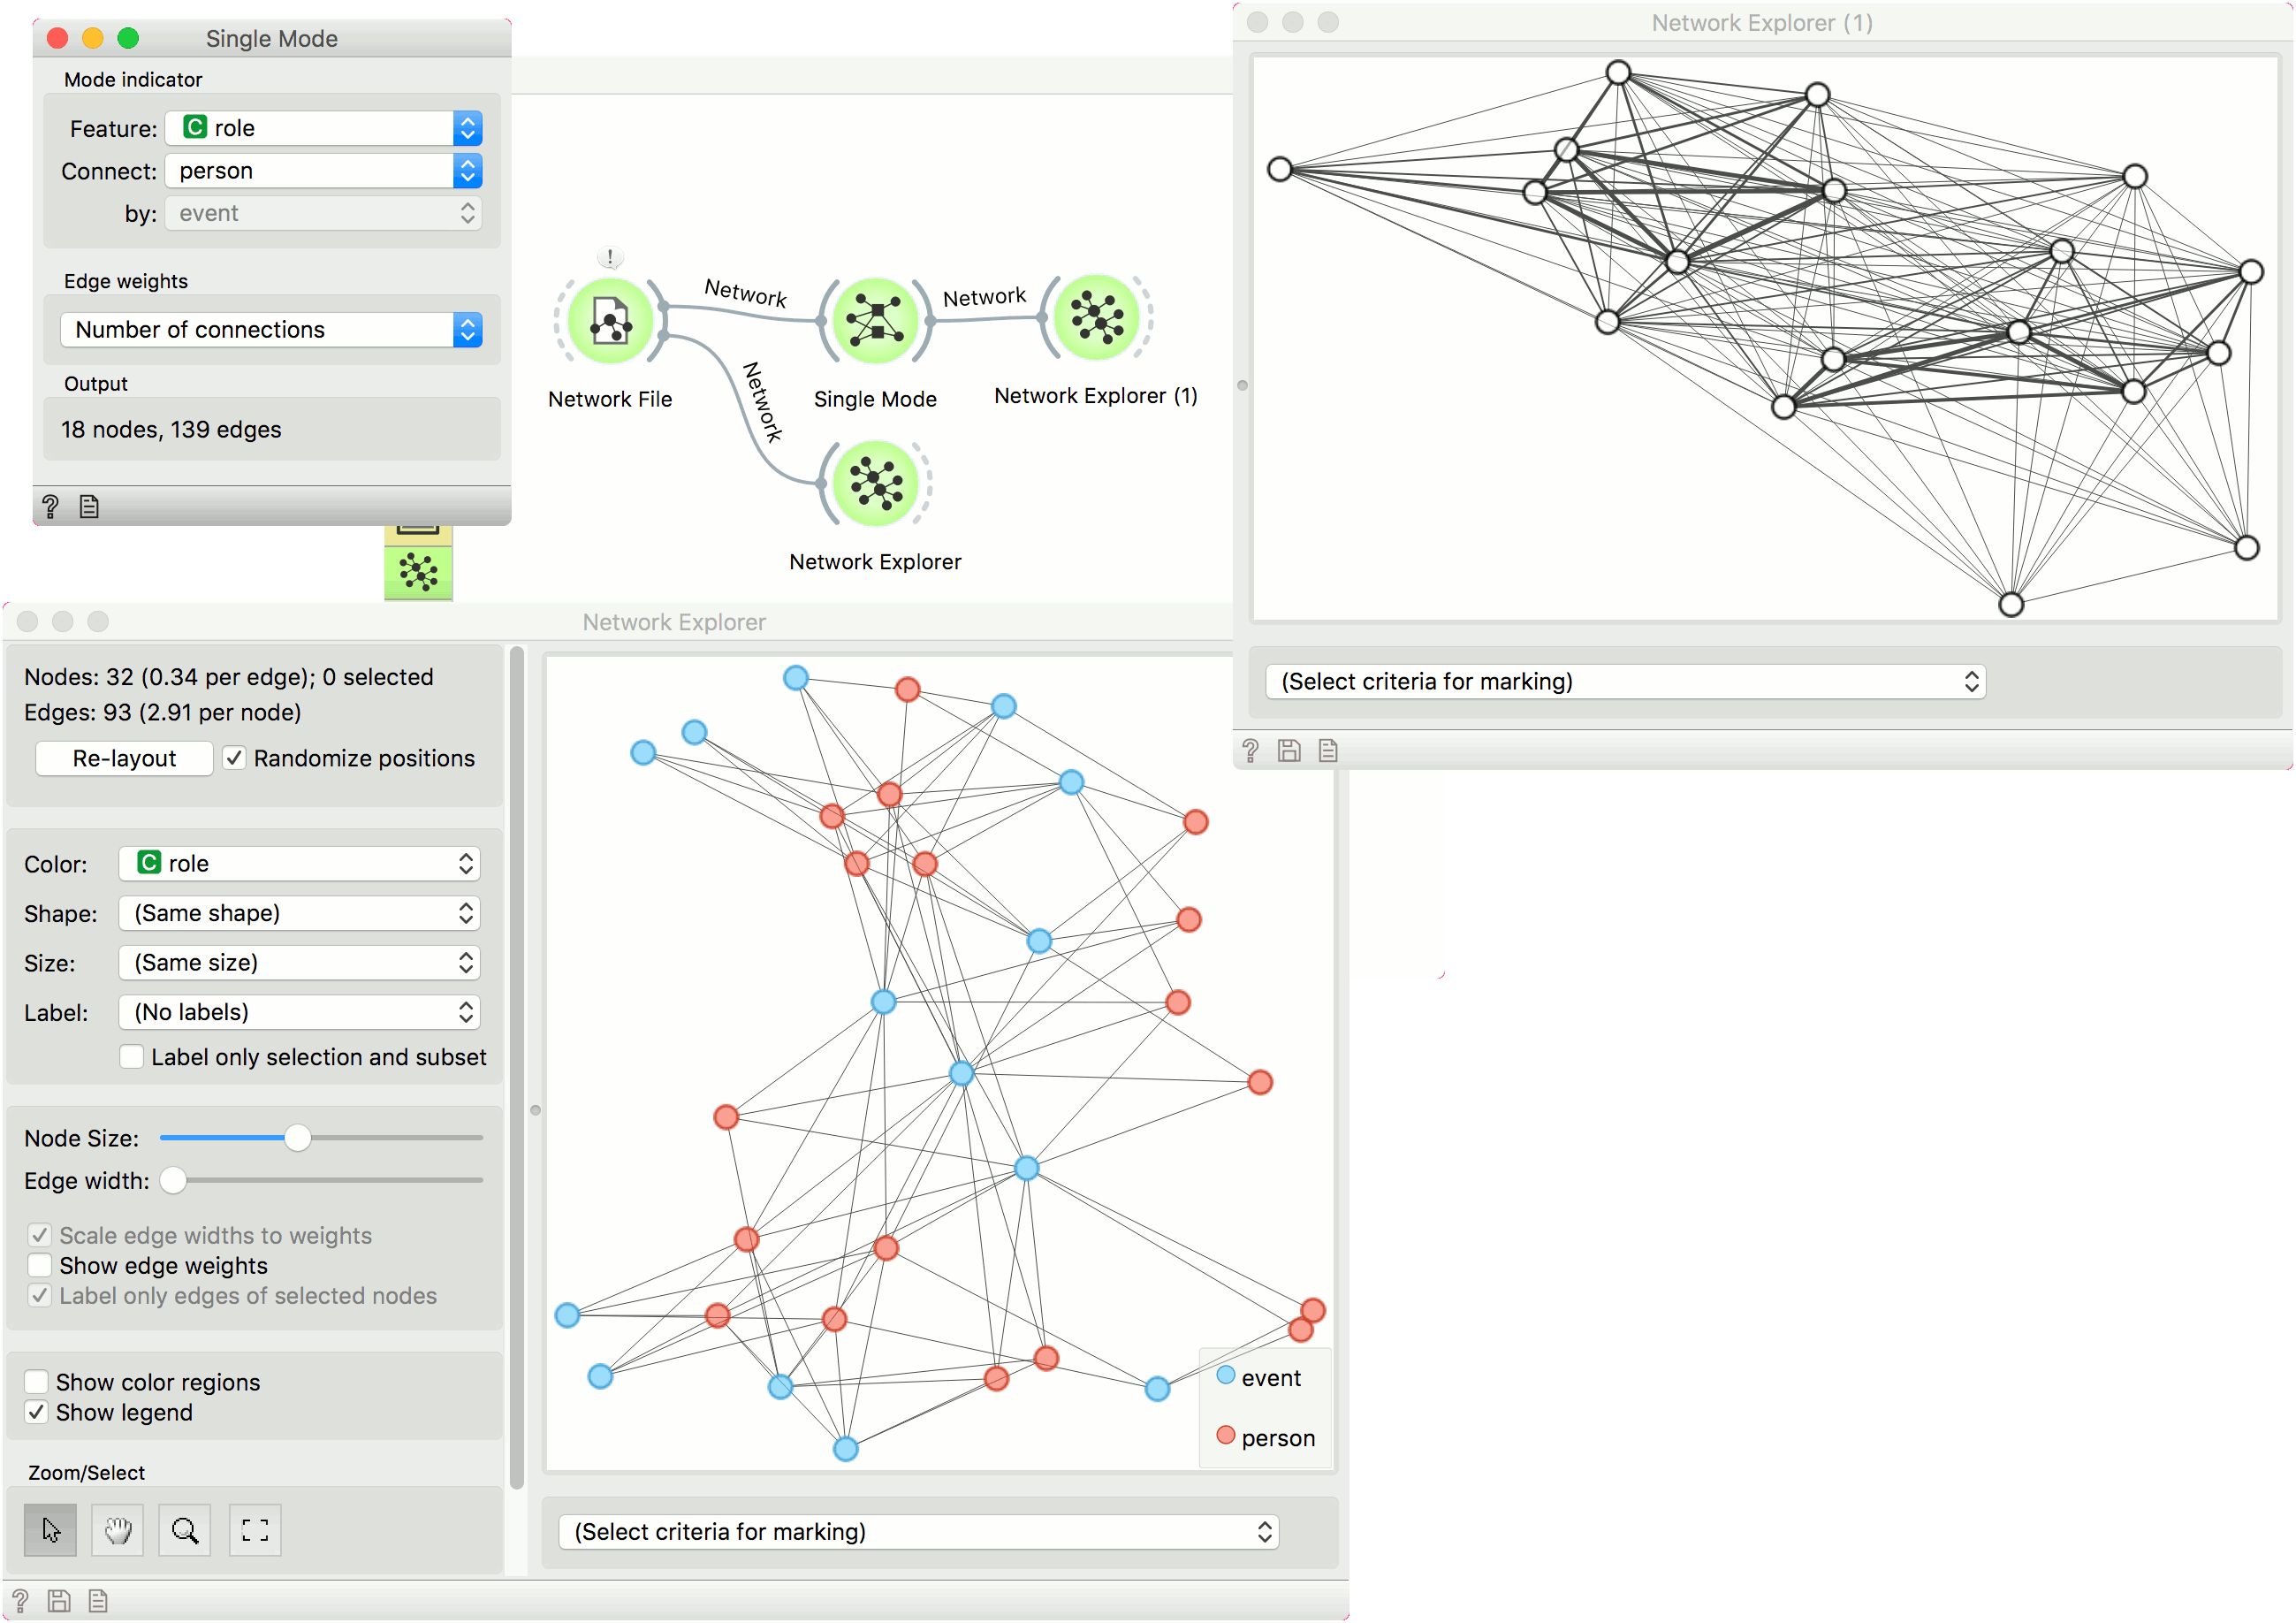 Single Mode
Mode indicator
Feature: C role
Connect: person
by: event
Edge weights
Number of connections
Output
18 nodes, 139 edges
?
!
Network
Network
Network
Network File
Single Mode
Network Explorer (1)
Network Explorer
Network Explorer (1)
(Select criteria for marking)
?
Network Explorer
Nodes: 32 (0.34 per edge); 0 selected
Edges: 93 (2.91 per node)
Re-layout
Randomize positions
Color: C role
Shape: (Same shape)
Size: (Same size)
Label: (No labels)
Label only selection and subset
Node Size:
Edge width:
Scale edge widths to weights
Show edge weights
Label only edges of selected nodes
Show color regions
Show legend
Zoom/Select
event
person
(Select criteria for marking)
?